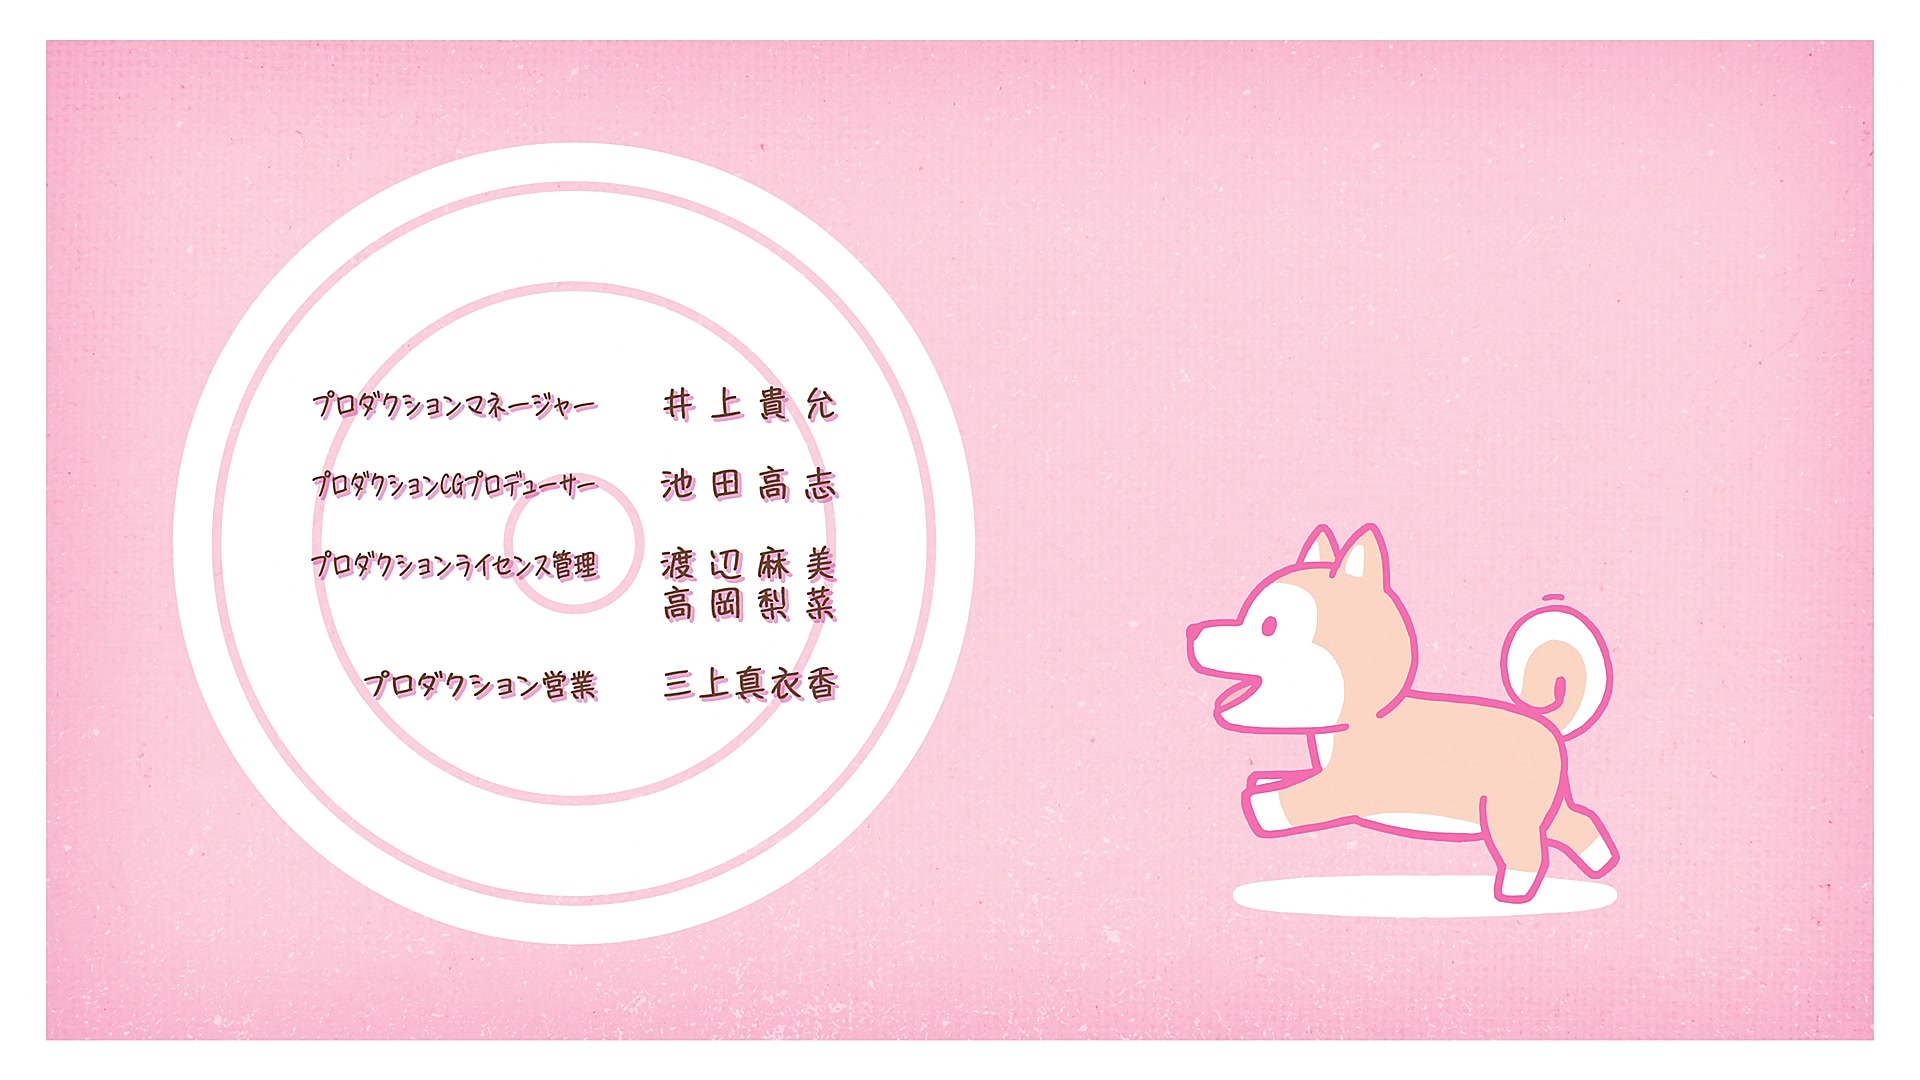 プロダクションマネージャー 井上貴允
プロダクションCGプロデューサー 池田高志
プロダクションライセンス管理 渡辺麻美
高岡梨菜
プロダクション営業 三上真衣香